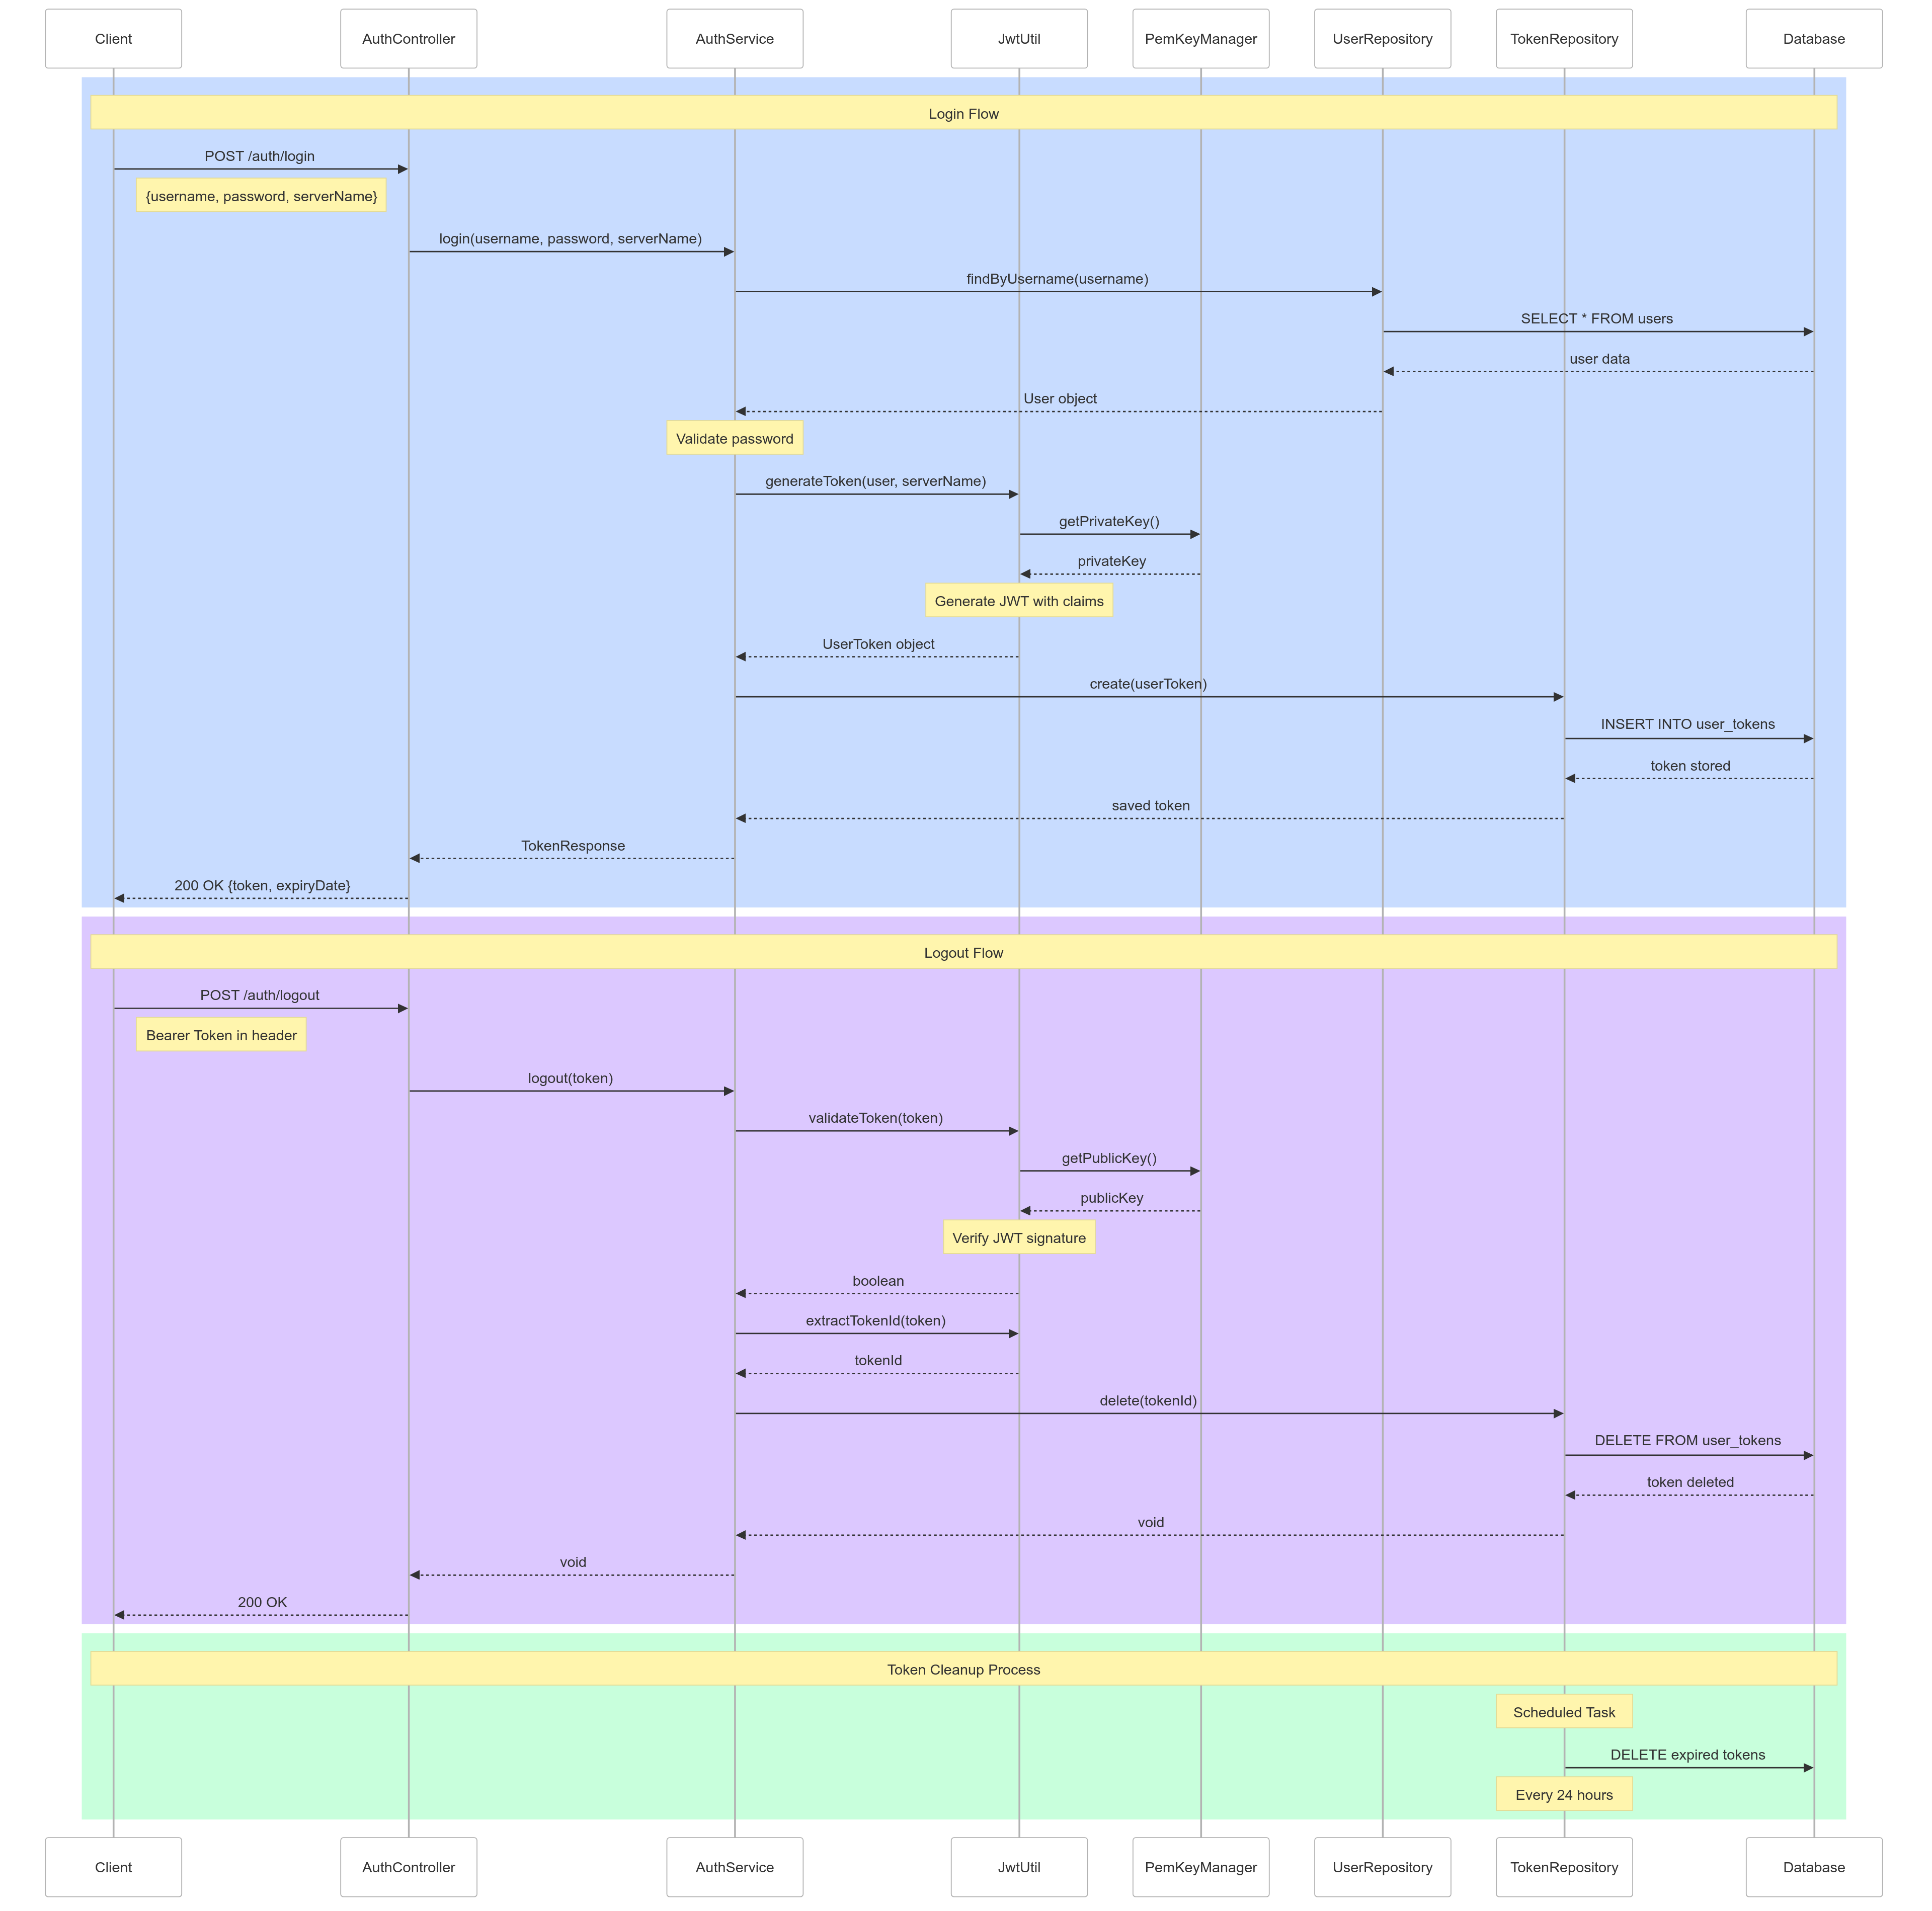 Client
AuthController
AuthService
JwtUtil
PemKeyManager
UserRepository
TokenRepository
Database
Login Flow
POST /auth/login
{username, password, serverName}
login(username, password, serverName)
findByUsername(username)
SELECT * FROM users
user data
User object
Validate password
generateToken(user, serverName)
getPrivateKey()
privateKey
Generate JWT with claims
UserToken object
create(userToken)
INSERT INTO user_tokens
token stored
saved token
TokenResponse
200 OK {token, expiryDate}
Logout Flow
POST /auth/logout
Bearer Token in header
logout(token)
validateToken(token)
getPublicKey()
publicKey
Verify JWT signature
boolean
extractTokenId(token)
tokenId
delete(tokenId)
DELETE FROM user_tokens
token deleted
void
void
200 OK
Token Cleanup Process
Scheduled Task
DELETE expired tokens
Every 24 hours
Client
AuthController
AuthService
JwtUtil
PemKeyManager
UserRepository
TokenRepository
Database